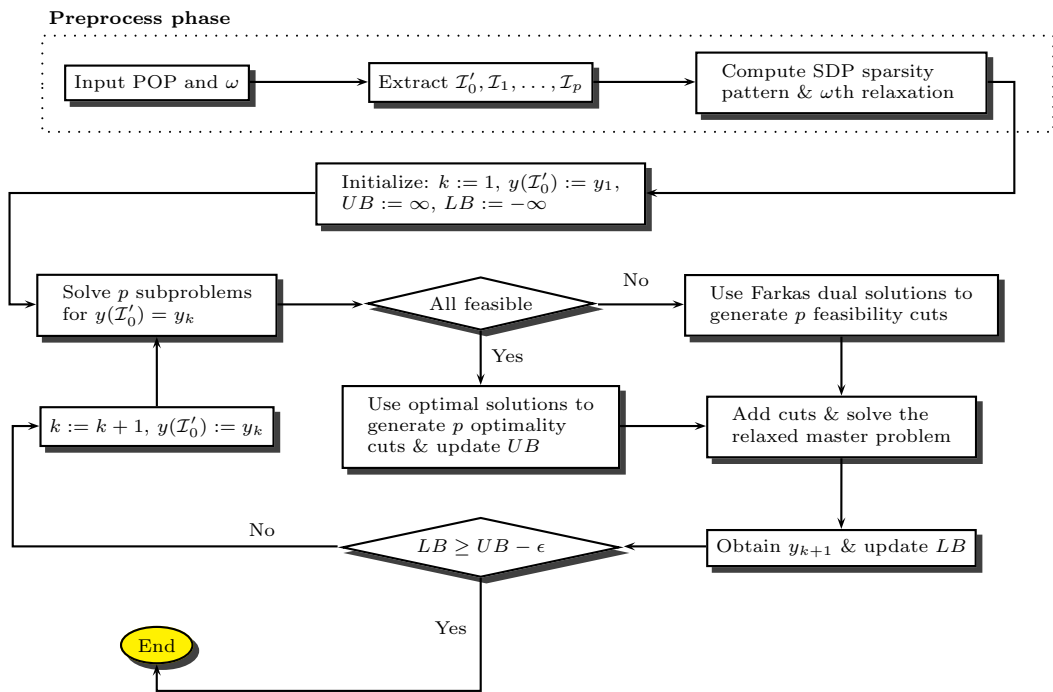 Preprocess phase
Input POP and ω
Extract I′₀, I₁, . . . , Iₚ
Compute SDP sparsity
pattern & ωth relaxation
Initialize: k := 1, y(I′₀) := y₁,
UB := ∞, LB := −∞
Solve p subproblems
for y(I′₀) = yₖ
All feasible
No
Use Farkas dual solutions to
generate p feasibility cuts
Yes
k := k + 1, y(I′₀) := yₖ
Use optimal solutions to
generate p optimality
cuts & update UB
Add cuts & solve the
relaxed master problem
No
LB ≥ UB − ϵ
Obtain yₖ₊₁ & update LB
Yes
End